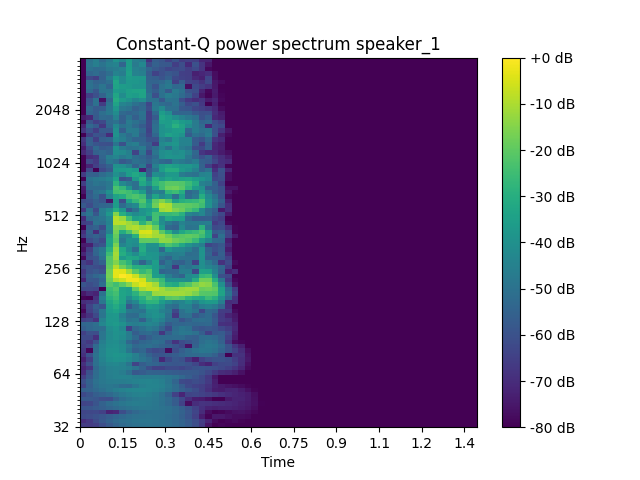 Constant-Q power spectrum speaker_1
Hz
2048
1024
512
256
128
64
32
0 0.15 0.3 0.45 0.6 0.75 0.9 1.1 1.2 1.4
Time
+0 dB
-10 dB
-20 dB
-30 dB
-40 dB
-50 dB
-60 dB
-70 dB
-80 dB